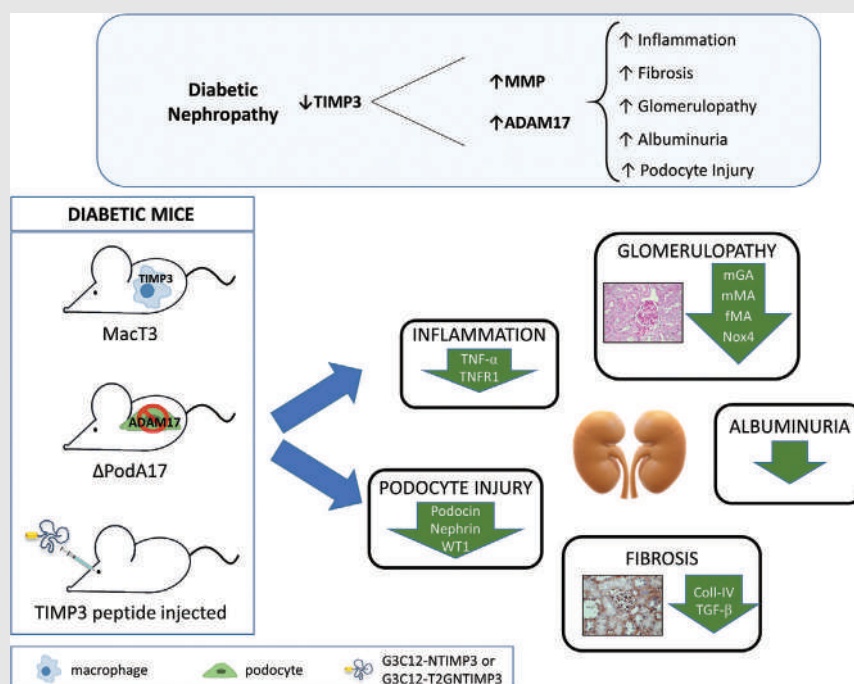 Diabetic
Nephropathy
↓TIMP3
↑MMP
↑ADAM17
↑ Inflammation
↑ Fibrosis
↑ Glomerulopathy
↑ Albuminuria
↑ Podocyte Injury
DIABETIC MICE
TIMP3
MacT3
ADAM17
ΔPodA17
TIMP3 peptide injected
INFLAMMATION
TNF-α
TNFR1
PODOCYTE INJURY
Podocin
Nephrin
WT1
GLOMERULOPATHY
mGA
mMA
fMA
Nox4
ALBUMINURIA
FIBROSIS
Coll-IV
TGF-β
macrophage
podocyte
G3C12-NTIMP3 or
G3C12-T2GNTIMP3